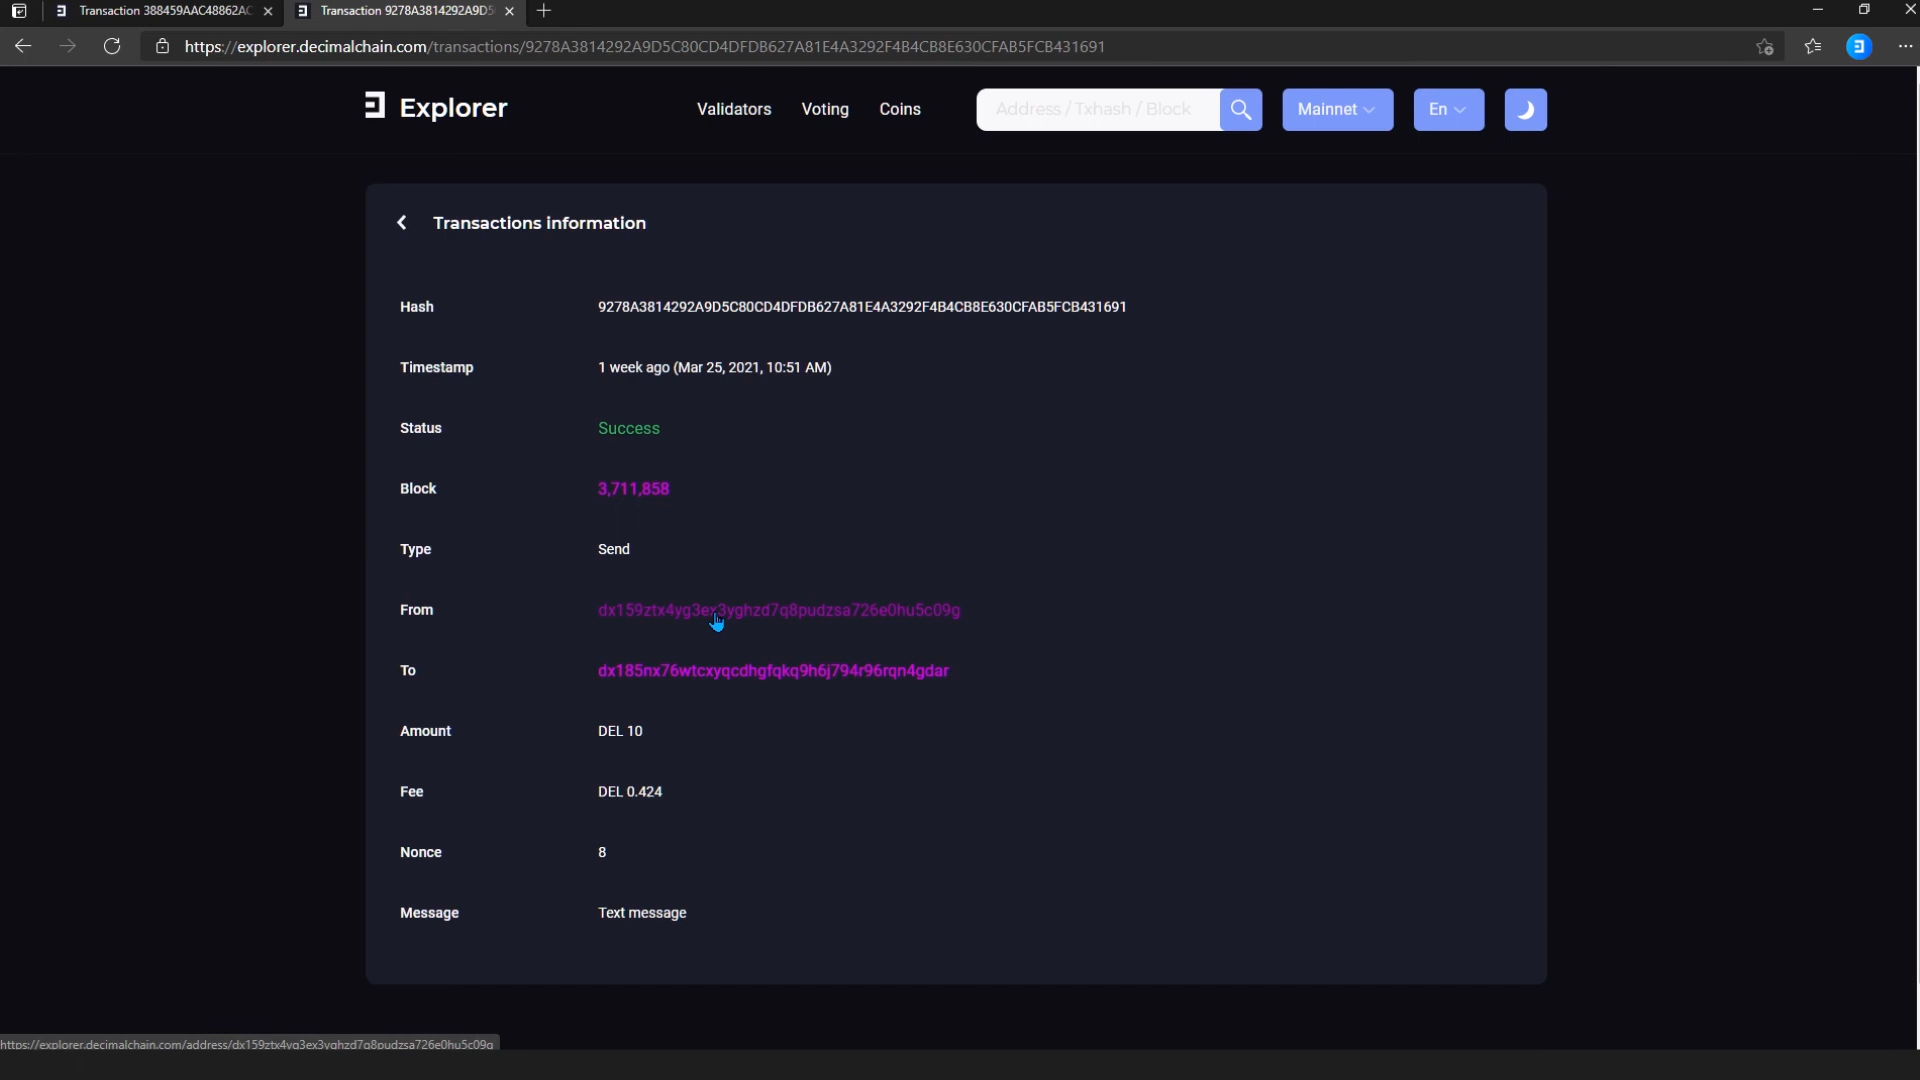 Transaction 388459AAC48862AC
Transaction 9278A3814292A9D5
https://explorer.decimalchain.com/transactions/9278A3814292A9D5C80CD4DFDB627A81E4A3292F4B4CB8E630CFAB5FCB431691
Explorer
Validators
Voting
Coins
Address / Txhash / Block
Mainnet
En
Transactions information
Hash
9278A3814292A9D5C80CD4DFDB627A81E4A3292F4B4CB8E630CFAB5FCB431691
Timestamp
1 week ago (Mar 25, 2021, 10:51 AM)
Status
Success
Block
3,711,858
Type
Send
From
dx159ztx4yg3ex3yghzd7q8pudzsa726e0hu5c09g
To
dx185nx76wtcxyqcdhgfqkq9h6j794r96rqn4gdar
Amount
DEL 10
Fee
DEL 0.424
Nonce
8
Message
Text message
https://explorer.decimalchain.com/address/dx159ztx4yg3ex3yghzd7q8pudzsa726e0hu5c09g